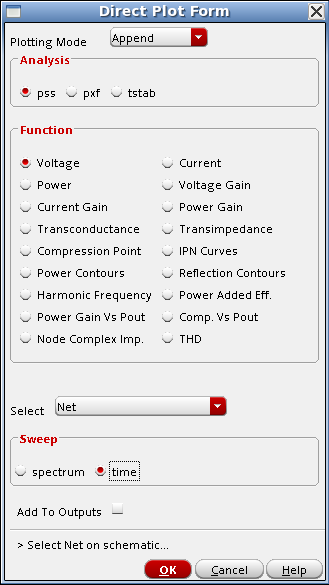 Direct Plot Form
Plotting Mode Append
Analysis
pss pxf tstab
Function
Voltage Current
Power Voltage Gain
Current Gain Power Gain
Transconductance Transimpedance
Compression Point IPN Curves
Power Contours Reflection Contours
Harmonic Frequency Power Added Eff.
Power Gain Vs Pout Comp. Vs Pout
Node Complex Imp. THD
Select Net
Sweep
spectrum time
Add To Outputs
> Select Net on schematic...
OK Cancel Help